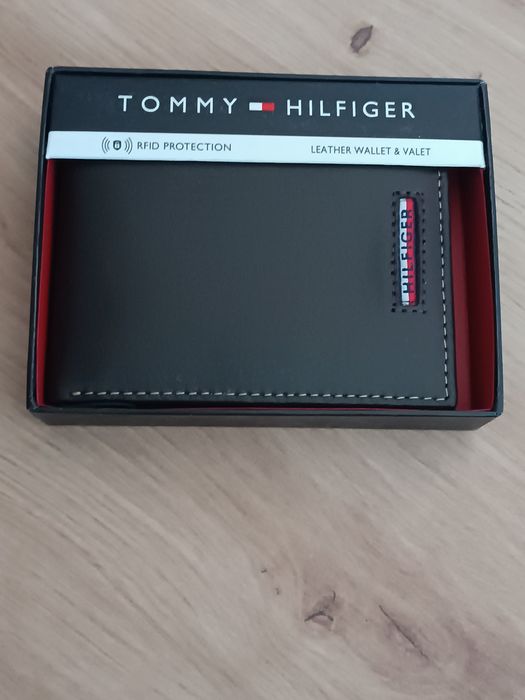 TOMMY HILFIGER
RFID PROTECTION
LEATHER WALLET & VALET
HILFIGER